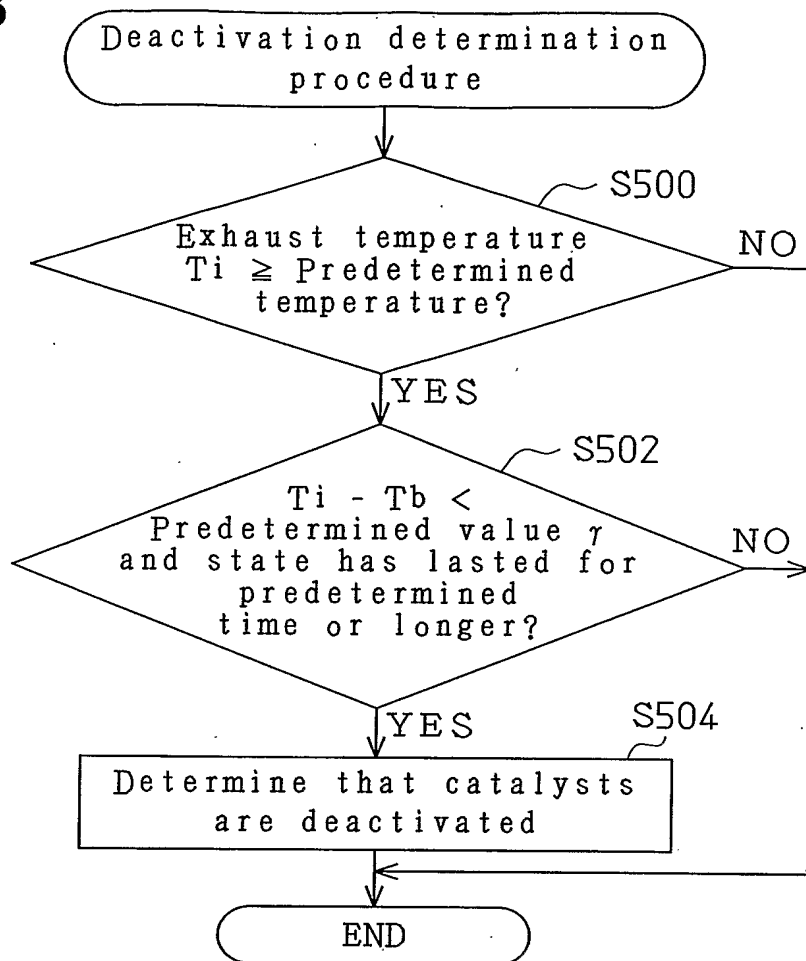 Deactivation determination
procedure
S500
Exhaust temperature
Ti ≧ Predetermined
temperature?
NO
YES
S502
Ti - Tb <
Predetermined value γ
and state has lasted for
predetermined
time or longer?
NO
YES
S504
Determine that catalysts
are deactivated
END